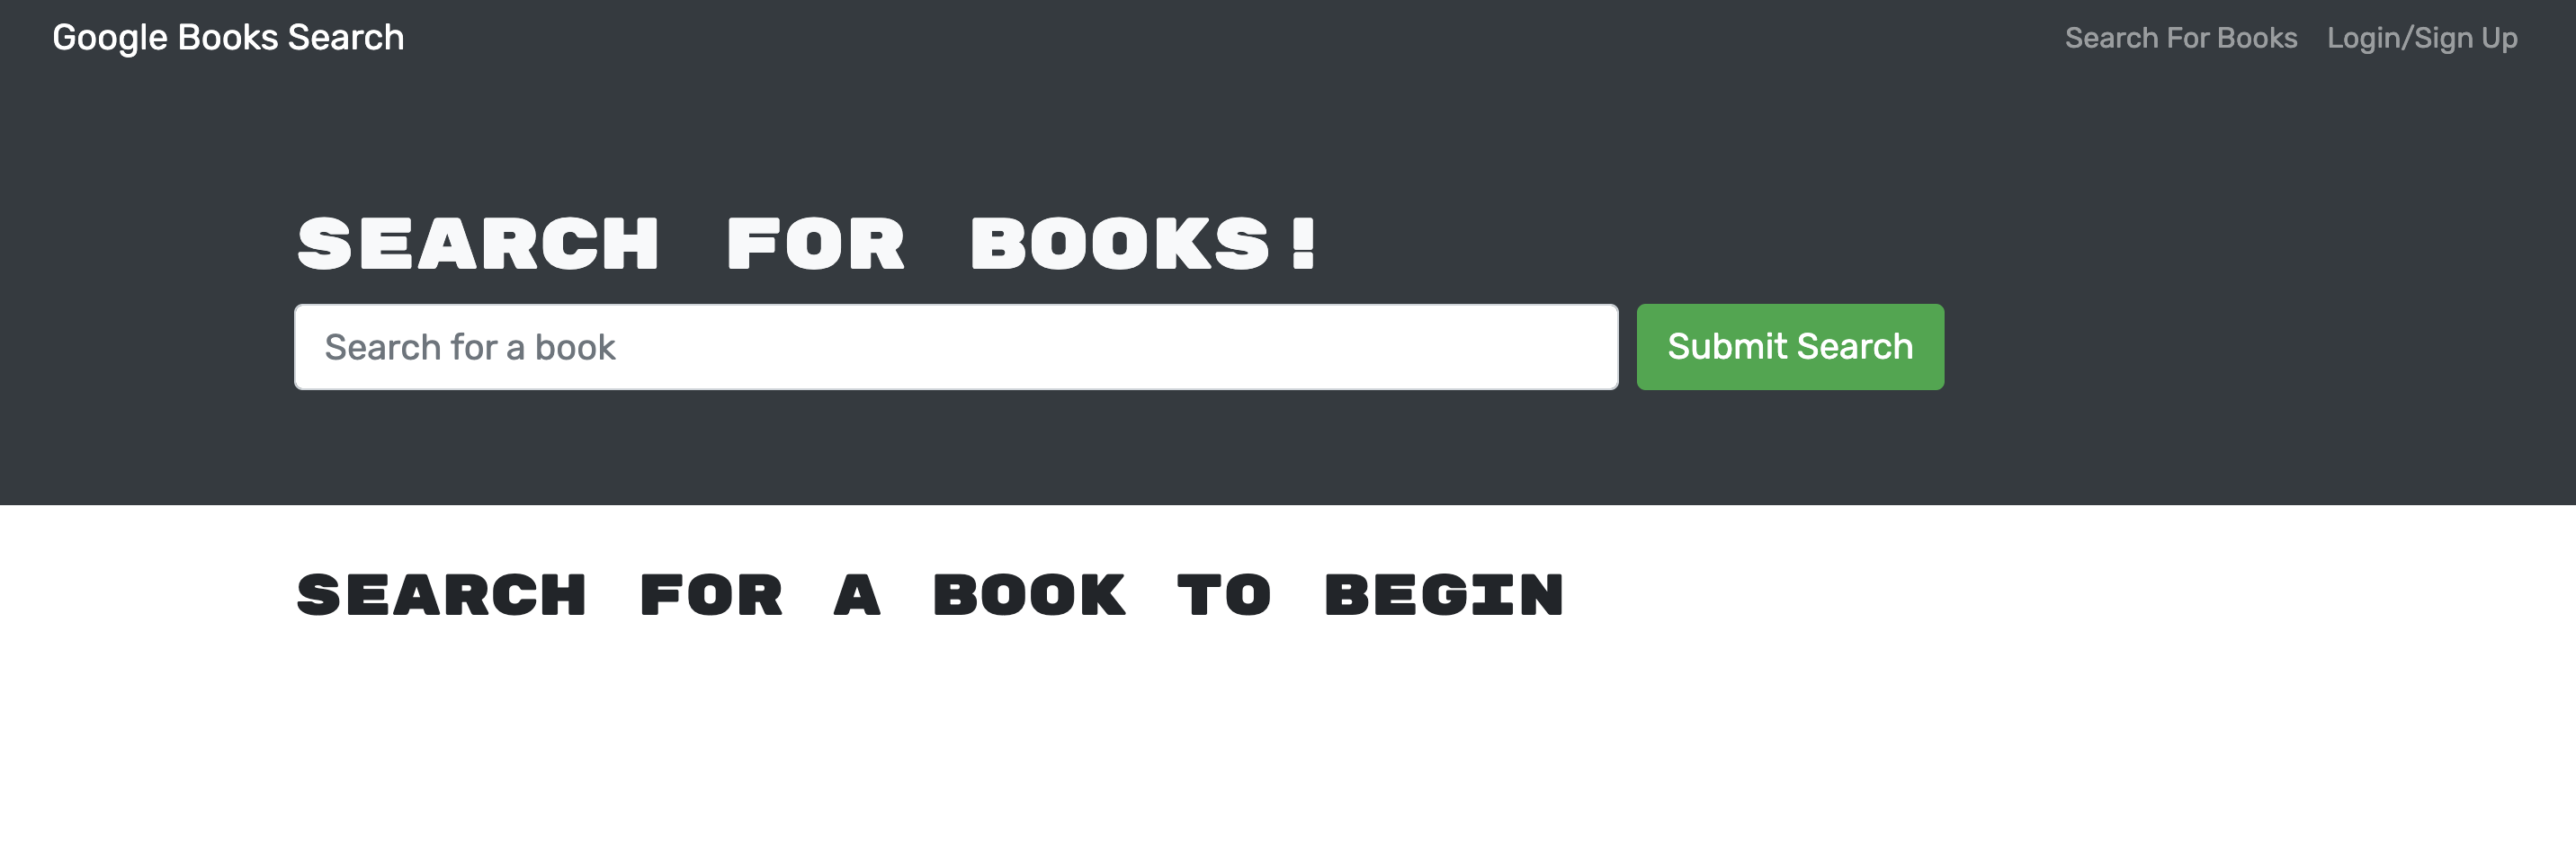 Google Books Search
Search For Books
Login/Sign Up
SEARCH FOR BOOKS!
Search for a book
Submit Search
SEARCH FOR A BOOK TO BEGIN